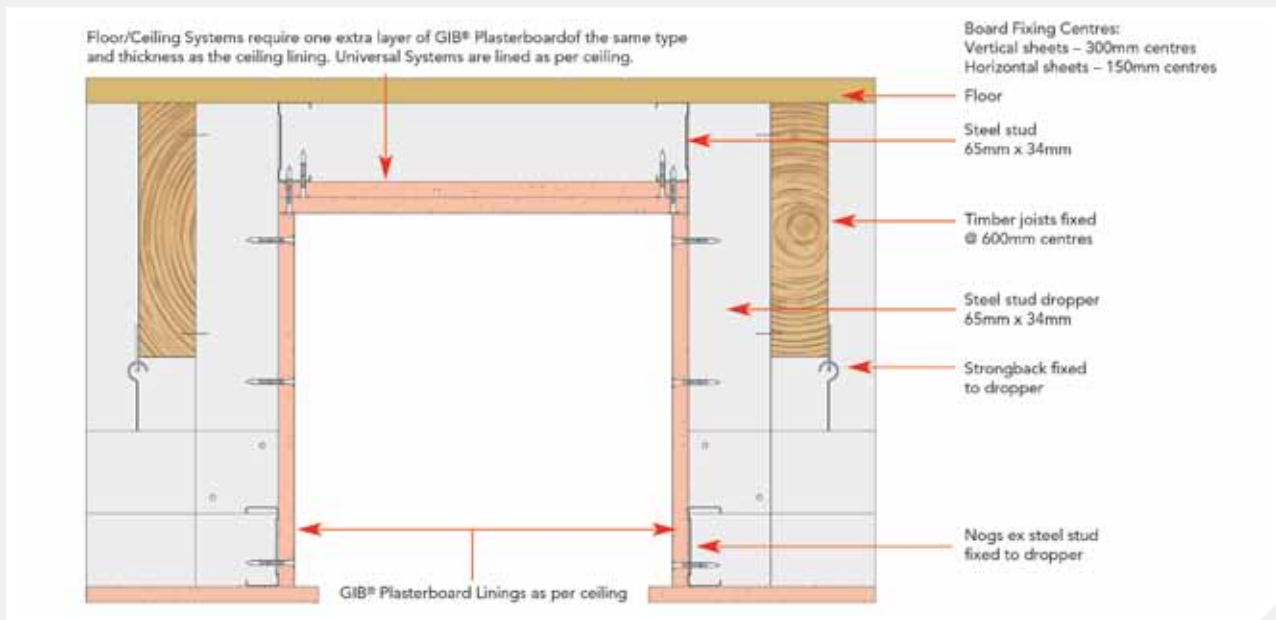 Floor/Ceiling Systems require one extra layer of GIB® Plasterboardof the same type
and thickness as the ceiling lining. Universal Systems are lined as per ceiling.
Board Fixing Centres:
Vertical sheets – 300mm centres
Horizontal sheets – 150mm centres
Floor
Steel stud
65mm x 34mm
Timber joists fixed
@ 600mm centres
Steel stud dropper
65mm x 34mm
Strongback fixed
to dropper
Nogs ex steel stud
fixed to dropper
GIB® Plasterboard Linings as per ceiling